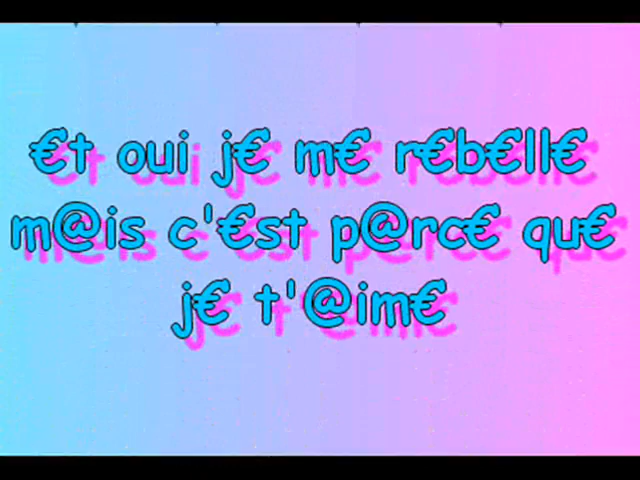 €t oui j€ m€ r€b€ll€
m@is c'€st p@rc€ qu€
j€ t'@im€